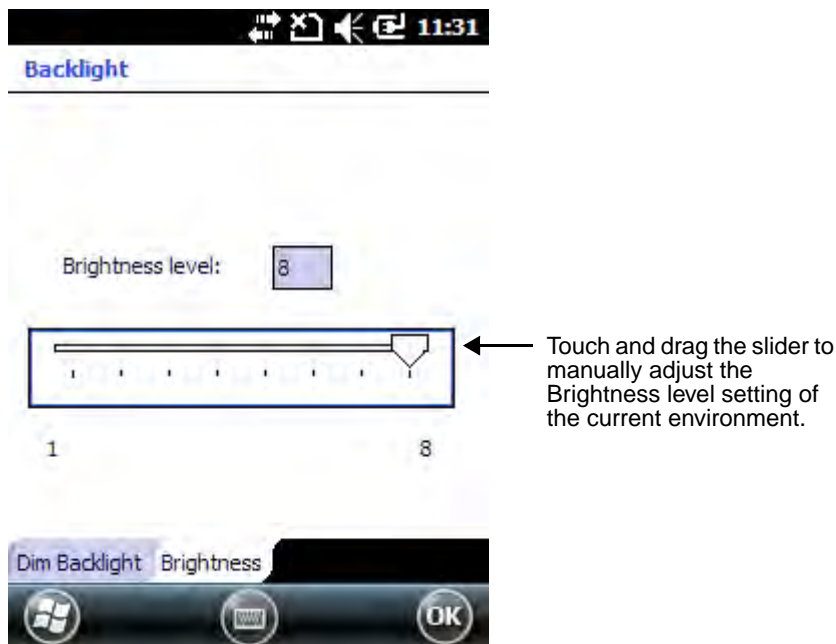 11:31
Backlight
Brightness level: 8
Touch and drag the slider to
manually adjust the
Brightness level setting of
the current environment.
1 8
Dim Backlight Brightness
OK